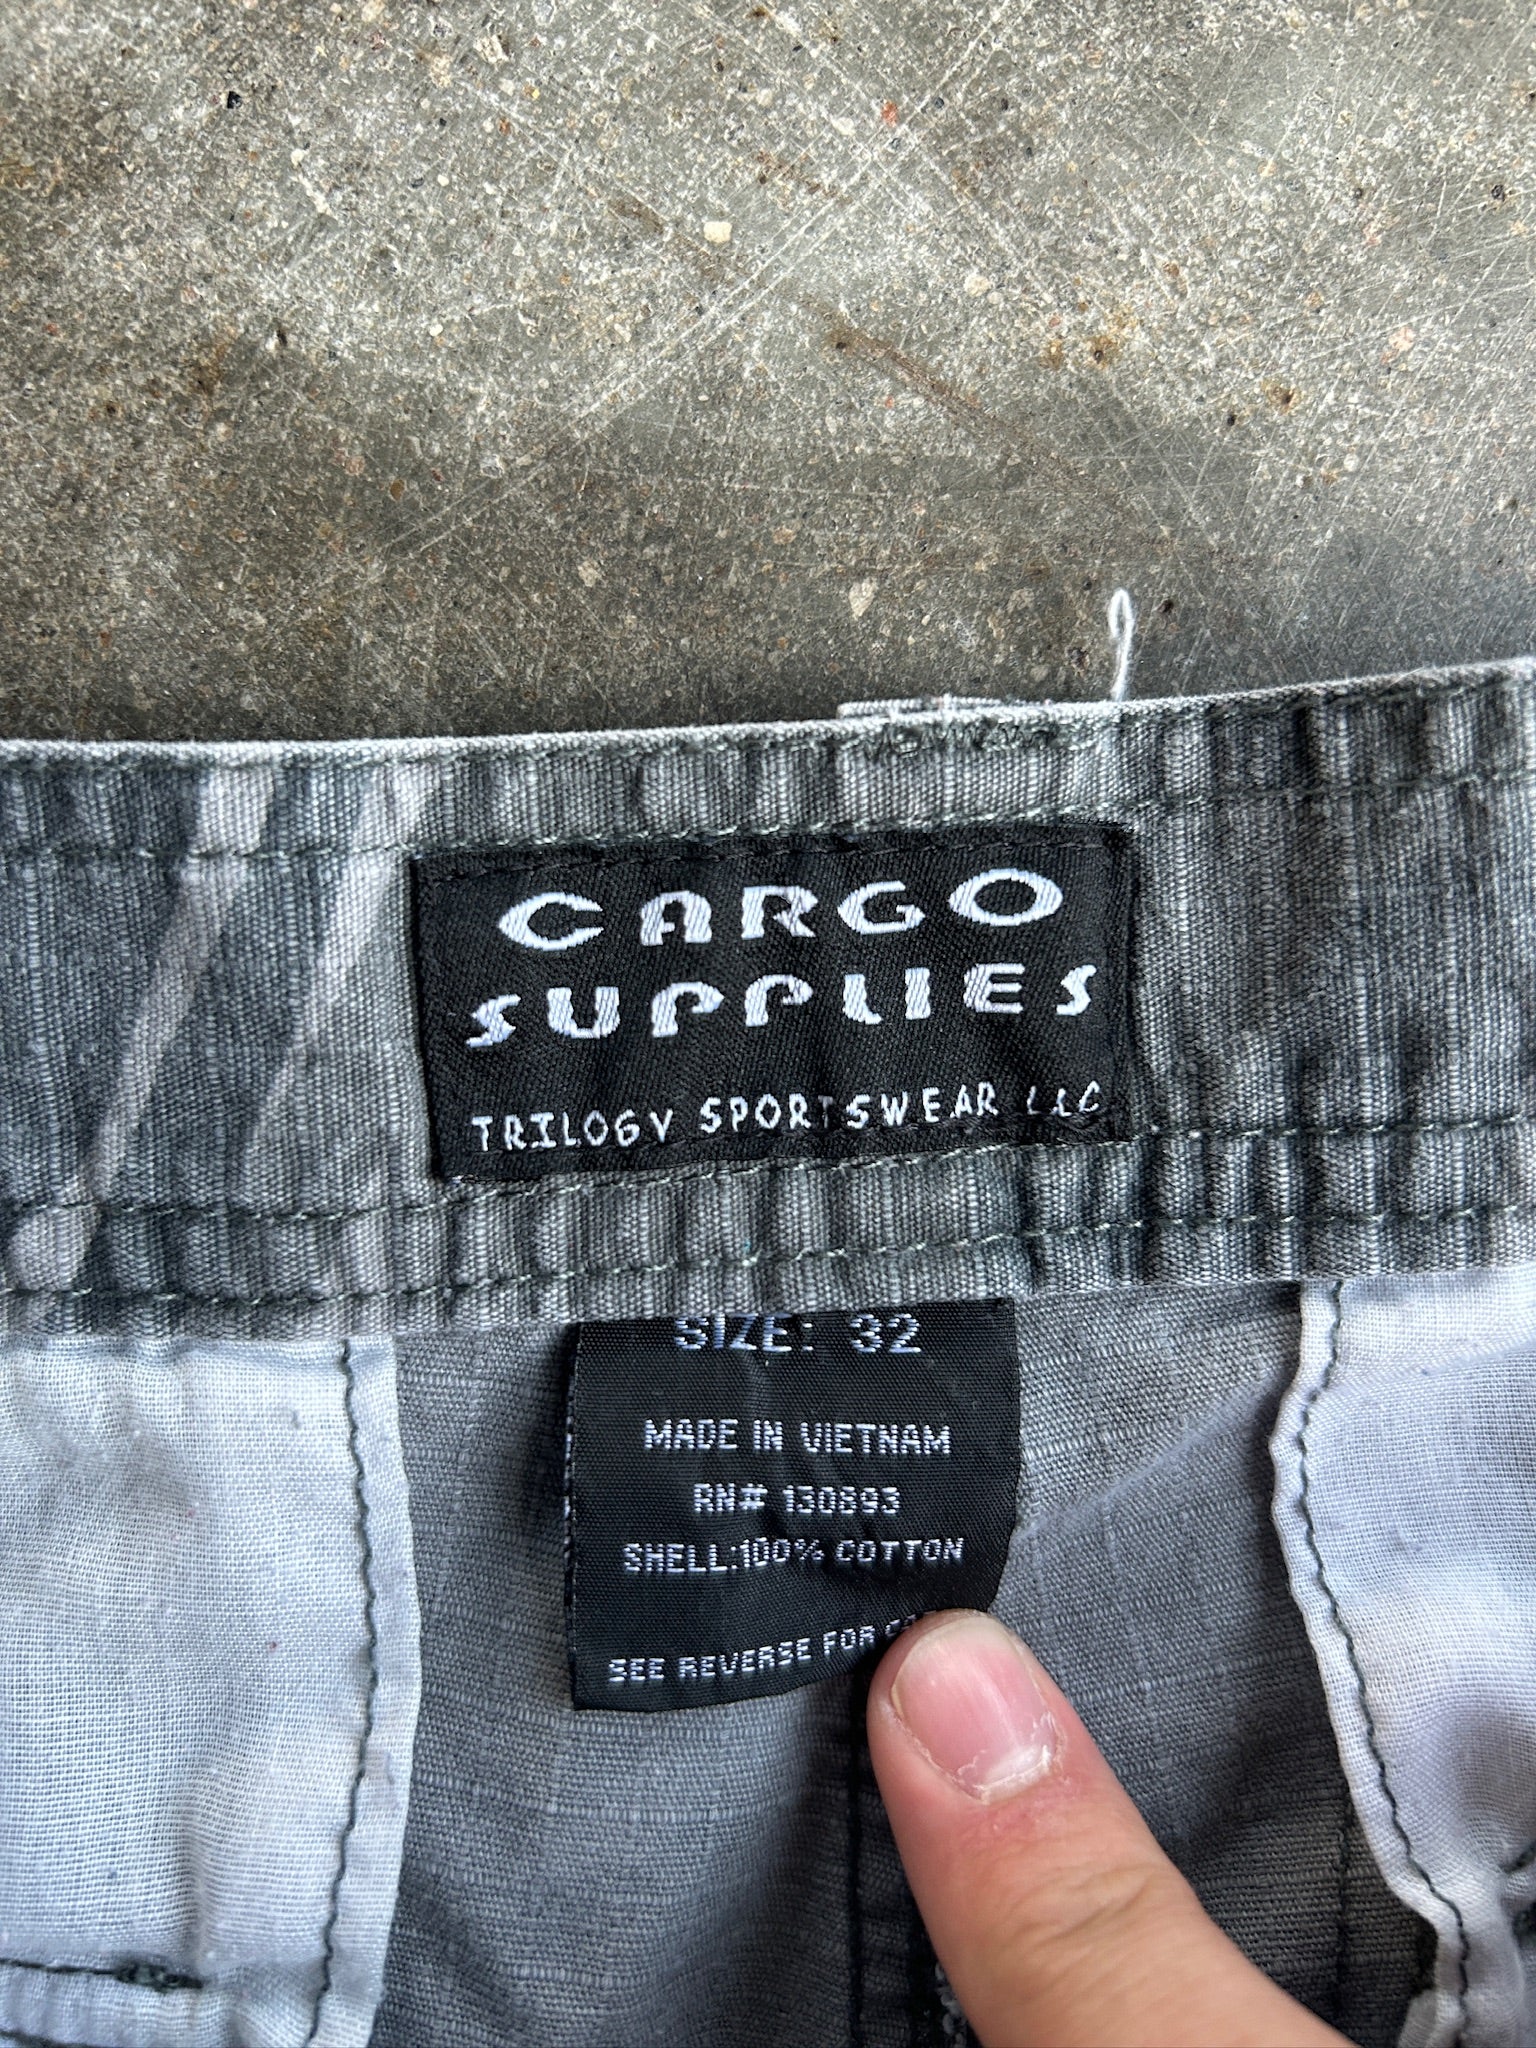 CARGO
SUPPLIES
TRILOGY SPORTSWEAR LLC
SIZE: 32
MADE IN VIETNAM
RN# 130893
SHELL:100% COTTON
SEE REVERSE FOR